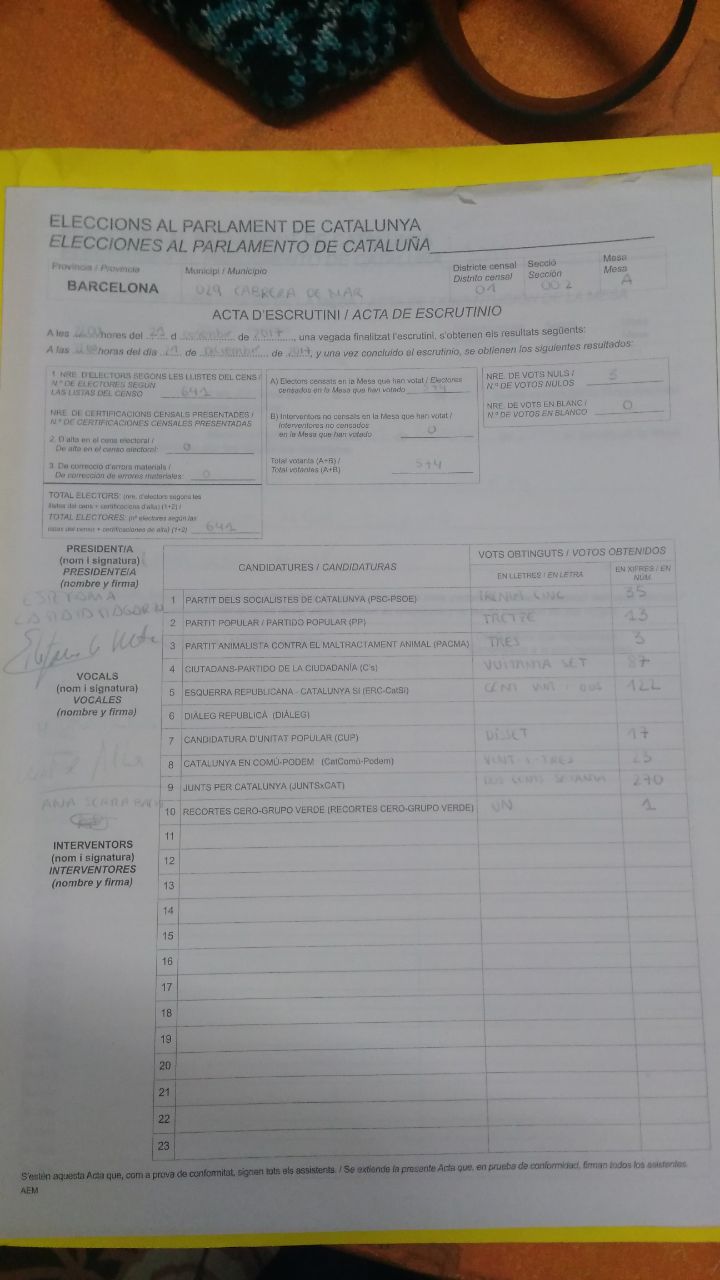 ELECCIONS AL PARLAMENT DE CATALUNYA
ELECCIONES AL PARLAMENTO DE CATALUÑA
Província / Provincia
BARCELONA
Municipi / Municipio
029 CABRERA DE MAR
Districte censal
Distrito censal
01
Secció
Sección
002
Mesa
Mesa
A
ACTA D'ESCRUTINI / ACTA DE ESCRUTINIO
A les hores del 21 d desembre de 2017, una vegada finalitzat l'escrutini, s'obtenen els resultats següents:
A las horas del día 21 de de 2017, y una vez concluido el escrutinio, se obtienen los siguientes resultados:
1. NRE. D'ELECTORS SEGONS LES LLISTES DEL CENS /
N.º DE ELECTORES SEGÚN
LAS LISTAS DEL CENSO 641
NRE. DE CERTIFICACIONS CENSALS PRESENTADES /
N.º DE CERTIFICACIONES CENSALES PRESENTADAS
2. D'alta en el cens electoral /
De alta en el censo electoral: 0
3. De correcció d'errors materials /
De corrección de errores materiales: 0
TOTAL ELECTORS: (nre. d'electors segons les
llistes del cens + certificacions d'alta) (1+2) /
TOTAL ELECTORES: (nº electores según las
listas del censo + certificaciones de alta) (1+2) 641
A) Electors censats en la Mesa que han votat / Electores
censados en la Mesa que han votado 574
B) Interventors no censats en la Mesa que han votat /
Interventores no censados
en la Mesa que han votado 0
Total votants (A+B) /
Total votantes (A+B) 574
NRE. DE VOTS NULS /
N.º DE VOTOS NULOS 5
NRE. DE VOTS EN BLANC /
N.º DE VOTOS EN BLANCO 0
PRESIDENT/A
(nom i signatura)
PRESIDENTE/A
(nombre y firma)
VOCALS
(nom i signatura)
VOCALES
(nombre y firma)
ANA
INTERVENTORS
(nom i signatura)
INTERVENTORES
(nombre y firma)
CANDIDATURES / CANDIDATURAS
VOTS OBTINGUTS / VOTOS OBTENIDOS
EN LLETRES / EN LETRA
EN XIFRES / EN NÚM.
1 PARTIT DELS SOCIALISTES DE CATALUNYA (PSC-PSOE) TRENTA CINC 35
2 PARTIT POPULAR / PARTIDO POPULAR (PP) TRETZE 13
3 PARTIT ANIMALISTA CONTRA EL MALTRACTAMENT ANIMAL (PACMA) TRES 3
4 CIUTADANS-PARTIDO DE LA CIUDADANÍA (C's) VUITANTA SET 87
5 ESQUERRA REPUBLICANA - CATALUNYA SÍ (ERC-CatSí) CENT VINT I DOS 122
6 DIÀLEG REPUBLICÀ (DIÀLEG)
7 CANDIDATURA D'UNITAT POPULAR (CUP) DISSET 17
8 CATALUNYA EN COMÚ-PODEM (CatComú-Podem) VINT I TRES 23
9 JUNTS PER CATALUNYA (JUNTSxCAT) DOS CENTS SETANTA 270
10 RECORTES CERO-GRUPO VERDE (RECORTES CERO-GRUPO VERDE) UN 1
11
12
13
14
15
16
17
18
19
20
21
22
23
S'estén aquesta Acta que, com a prova de conformitat, signen tots els assistents. / Se extiende la presente Acta que, en prueba de conformidad, firman todos los asistentes.
AEM